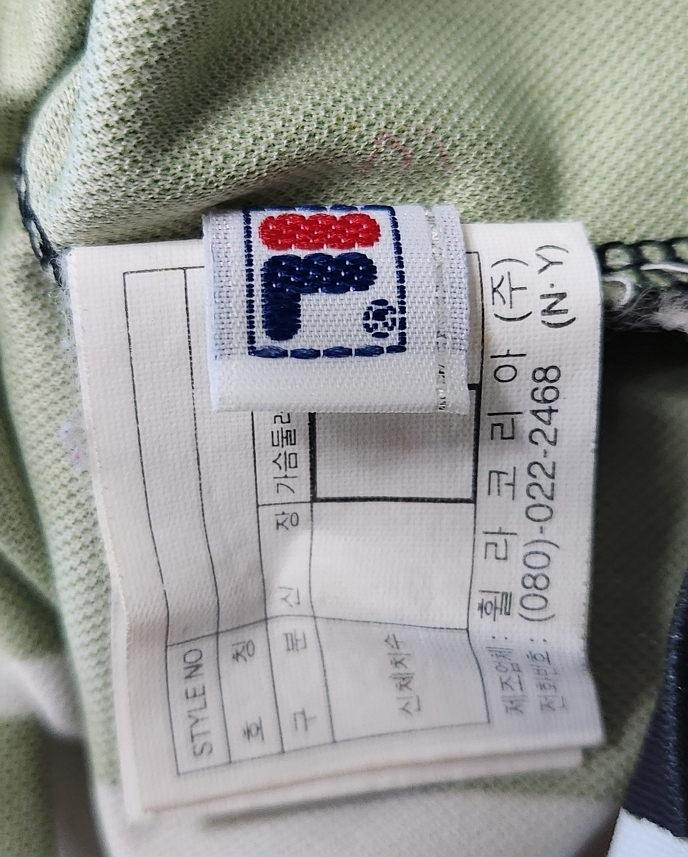 STYLE NO
호 칭
구 분 신 장 가슴둘레
신체치수
제조업체: 휠 라 코 리 아 (주)
전화번호: (080)-022-2468 (N·Y)
F